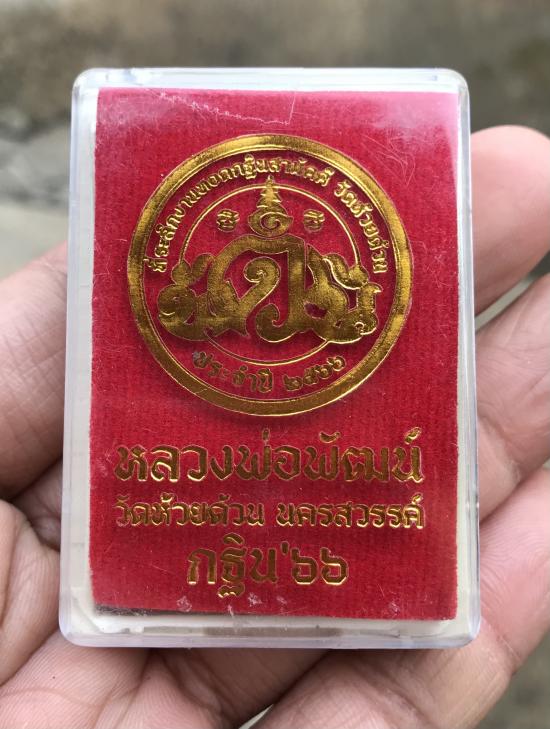 ที่ระลึกงานทอดกฐินสามัคคี วัดห้วยด้วน
ประจำปี ๒๕๖๖
หลวงพ่อพัฒน์
วัดห้วยด้วน นครสวรรค์
กฐิน'๖๖